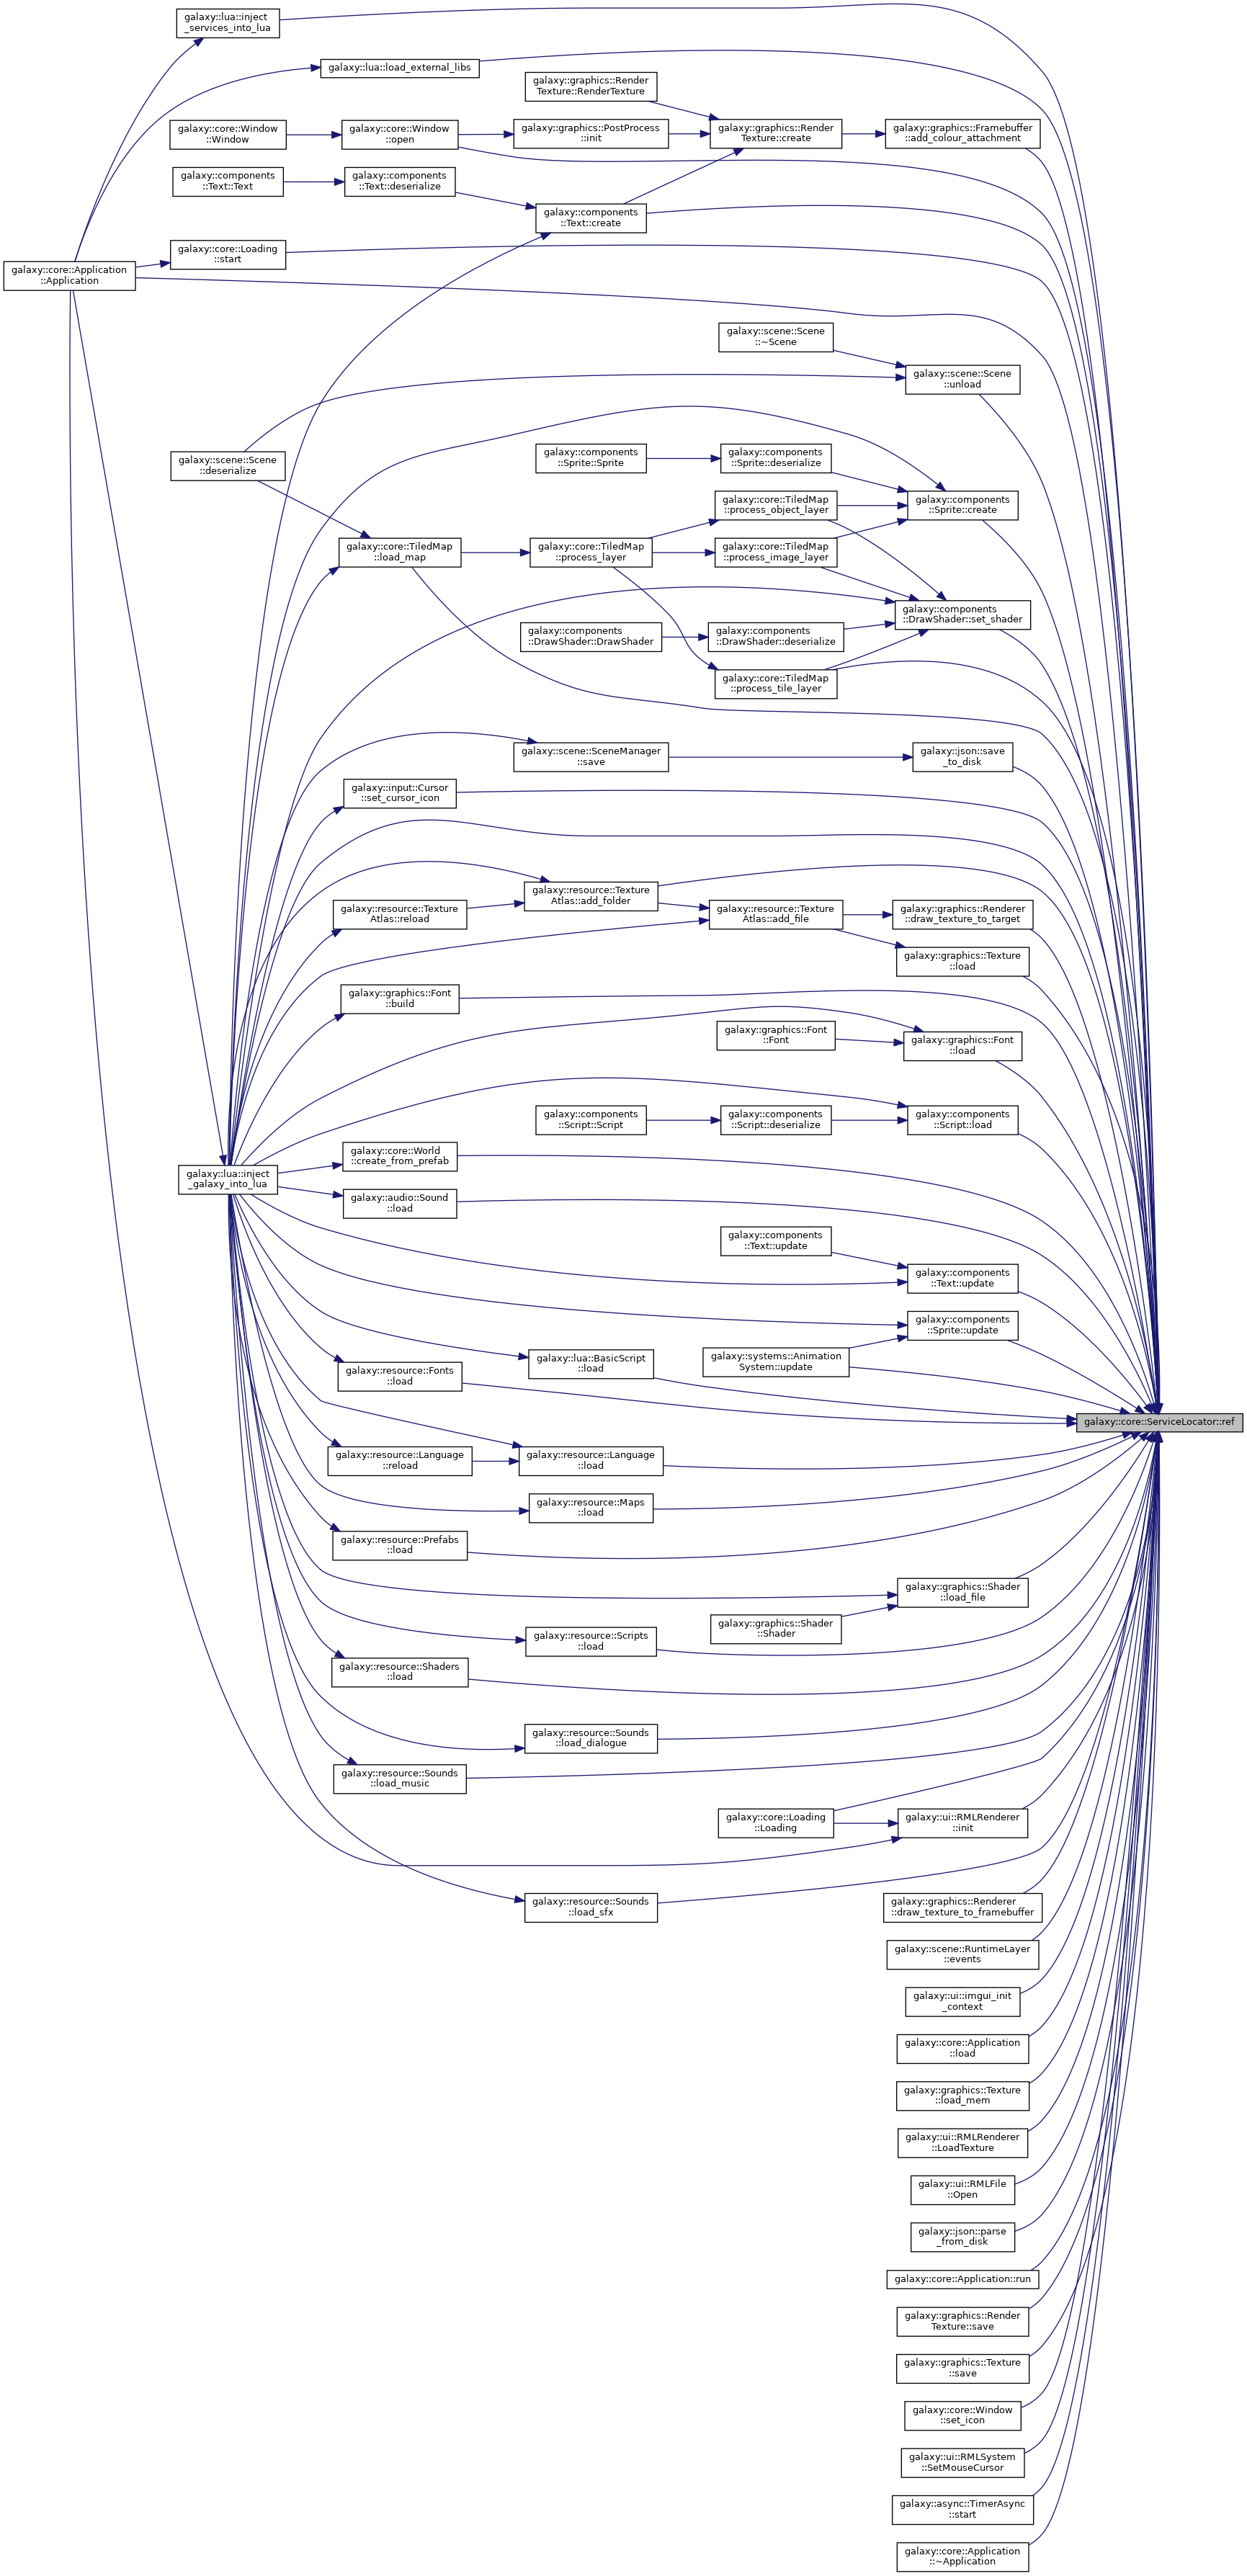 galaxy::lua::inject
_services_into_lua
galaxy::lua::load_external_libs
galaxy::graphics::Render
Texture::RenderTexture
galaxy::core::Window
::Window
galaxy::core::Window
::open
galaxy::graphics::PostProcess
::init
galaxy::graphics::Render
Texture::create
galaxy::graphics::Framebuffer
::add_colour_attachment
galaxy::components
::Text::Text
galaxy::components
::Text::deserialize
galaxy::components
::Text::create
galaxy::core::Loading
::start
galaxy::core::Application
::Application
galaxy::scene::Scene
::~Scene
galaxy::scene::Scene
::unload
galaxy::scene::Scene
::deserialize
galaxy::components
::Sprite::Sprite
galaxy::components
::Sprite::deserialize
galaxy::core::TiledMap
::process_object_layer
galaxy::components
::Sprite::create
galaxy::core::TiledMap
::load_map
galaxy::core::TiledMap
::process_layer
galaxy::core::TiledMap
::process_image_layer
galaxy::components
::DrawShader::set_shader
galaxy::components
::DrawShader::DrawShader
galaxy::components
::DrawShader::deserialize
galaxy::core::TiledMap
::process_tile_layer
galaxy::scene::SceneManager
::save
galaxy::json::save
_to_disk
galaxy::input::Cursor
::set_cursor_icon
galaxy::resource::Texture
Atlas::add_folder
galaxy::resource::Texture
Atlas::reload
galaxy::resource::Texture
Atlas::add_file
galaxy::graphics::Renderer
::draw_texture_to_target
galaxy::graphics::Texture
::load
galaxy::graphics::Font
::build
galaxy::graphics::Font
::Font
galaxy::graphics::Font
::load
galaxy::components
::Script::Script
galaxy::components
::Script::deserialize
galaxy::components
::Script::load
galaxy::core::World
::create_from_prefab
galaxy::lua::inject
_galaxy_into_lua
galaxy::audio::Sound
::load
galaxy::components
::Text::update
galaxy::components
::Text::update
galaxy::components
::Sprite::update
galaxy::systems::Animation
System::update
galaxy::lua::BasicScript
::load
galaxy::resource::Fonts
::load
galaxy::core::ServiceLocator::ref
galaxy::resource::Language
::reload
galaxy::resource::Language
::load
galaxy::resource::Maps
::load
galaxy::resource::Prefabs
::load
galaxy::graphics::Shader
::load_file
galaxy::graphics::Shader
::Shader
galaxy::resource::Scripts
::load
galaxy::resource::Shaders
::load
galaxy::resource::Sounds
::load_dialogue
galaxy::resource::Sounds
::load_music
galaxy::core::Loading
::Loading
galaxy::ui::RMLRenderer
::init
galaxy::resource::Sounds
::load_sfx
galaxy::graphics::Renderer
::draw_texture_to_framebuffer
galaxy::scene::RuntimeLayer
::events
galaxy::ui::imgui_init
_context
galaxy::core::Application
::load
galaxy::graphics::Texture
::load_mem
galaxy::ui::RMLRenderer
::LoadTexture
galaxy::ui::RMLFile
::Open
galaxy::json::parse
_from_disk
galaxy::core::Application::run
galaxy::graphics::Render
Texture::save
galaxy::graphics::Texture
::save
galaxy::core::Window
::set_icon
galaxy::ui::RMLSystem
::SetMouseCursor
galaxy::async::TimerAsync
::start
galaxy::core::Application
::~Application